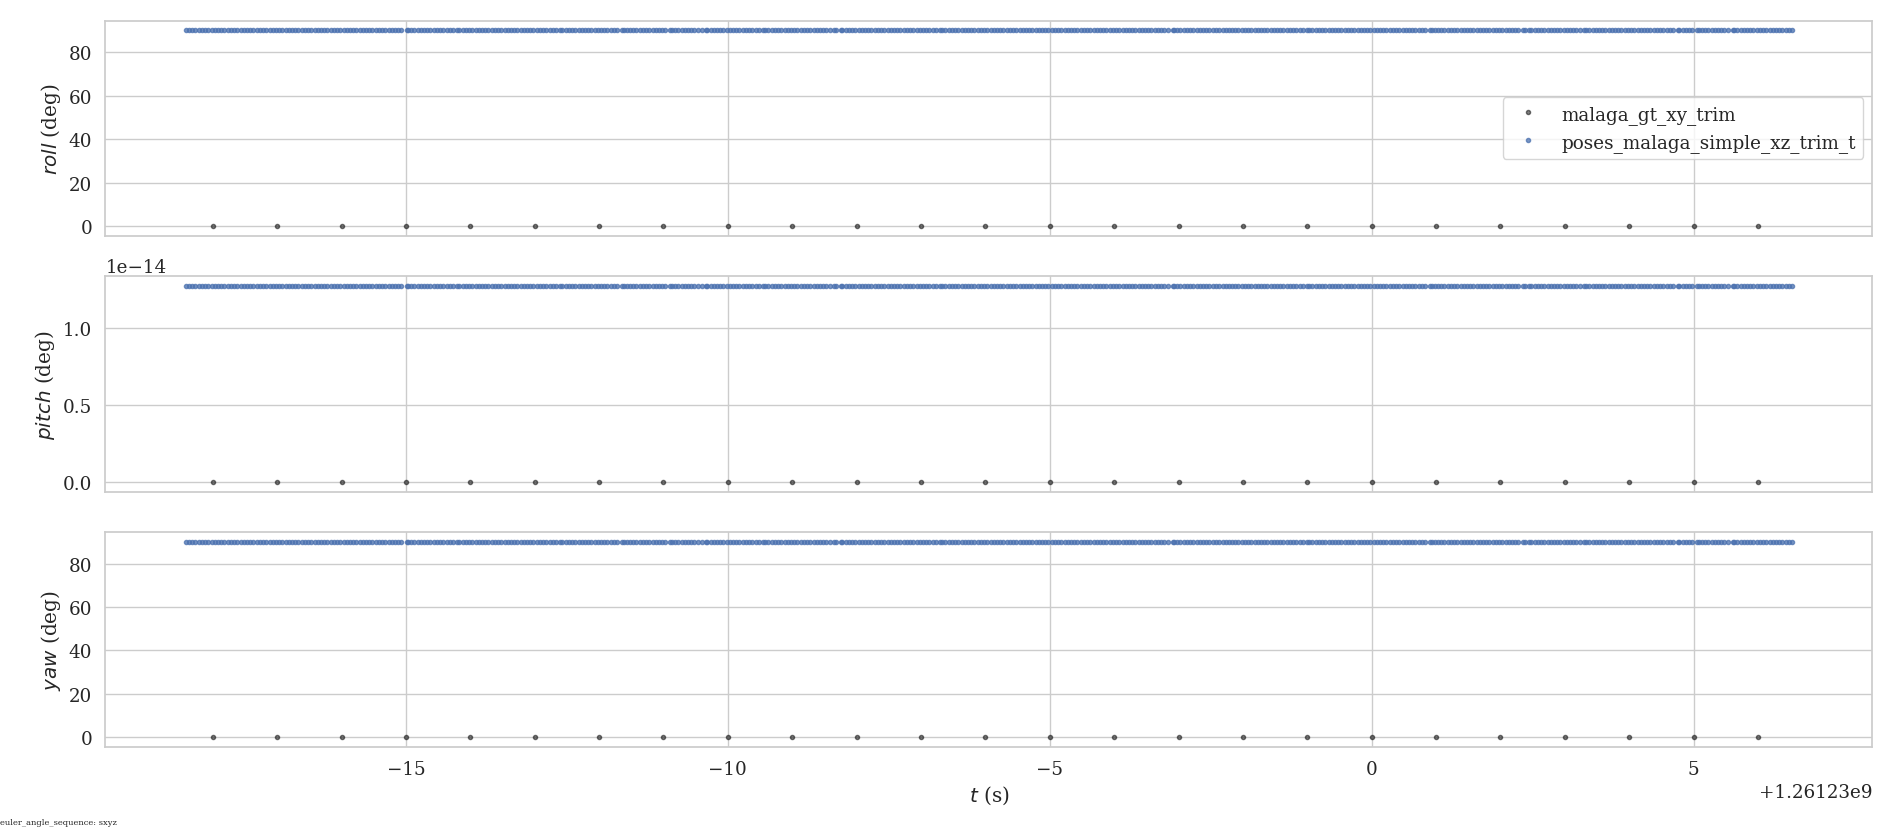 80
60
40
20
0
roll (deg)
malaga_gt_xy_trim
poses_malaga_simple_xz_trim_t
1e−14
1.0
0.5
0.0
pitch (deg)
80
60
40
20
0
yaw (deg)
−15 −10 −5 0 5
t (s)
+1.26123e9
euler_angle_sequence: sxyz